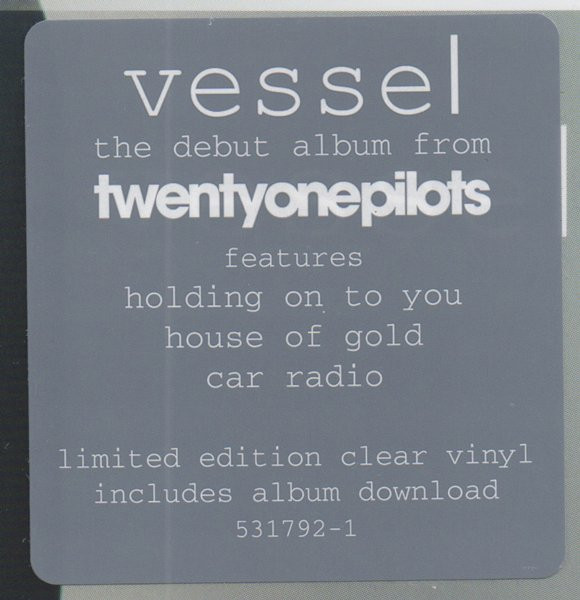 vessel
the debut album from
twentyonepilots
features
holding on to you
house of gold
car radio
limited edition clear vinyl
includes album download
531792-1